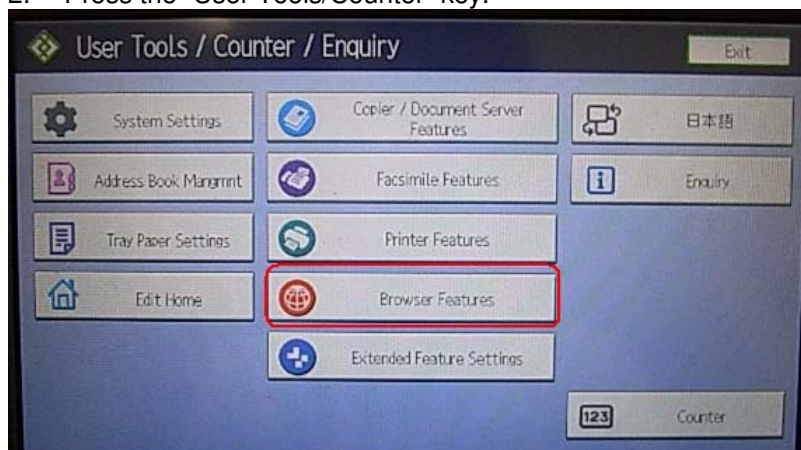 2. Press the "User Tools/Counter" key.
User Tools / Counter / Enquiry
Exit
System Settings
Copier / Document Server
Features
日本語
Address Book Mangmnt
Facsimile Features
Enquiry
Tray Paper Settings
Printer Features
Edit Home
Browser Features
Extended Feature Settings
123
Counter